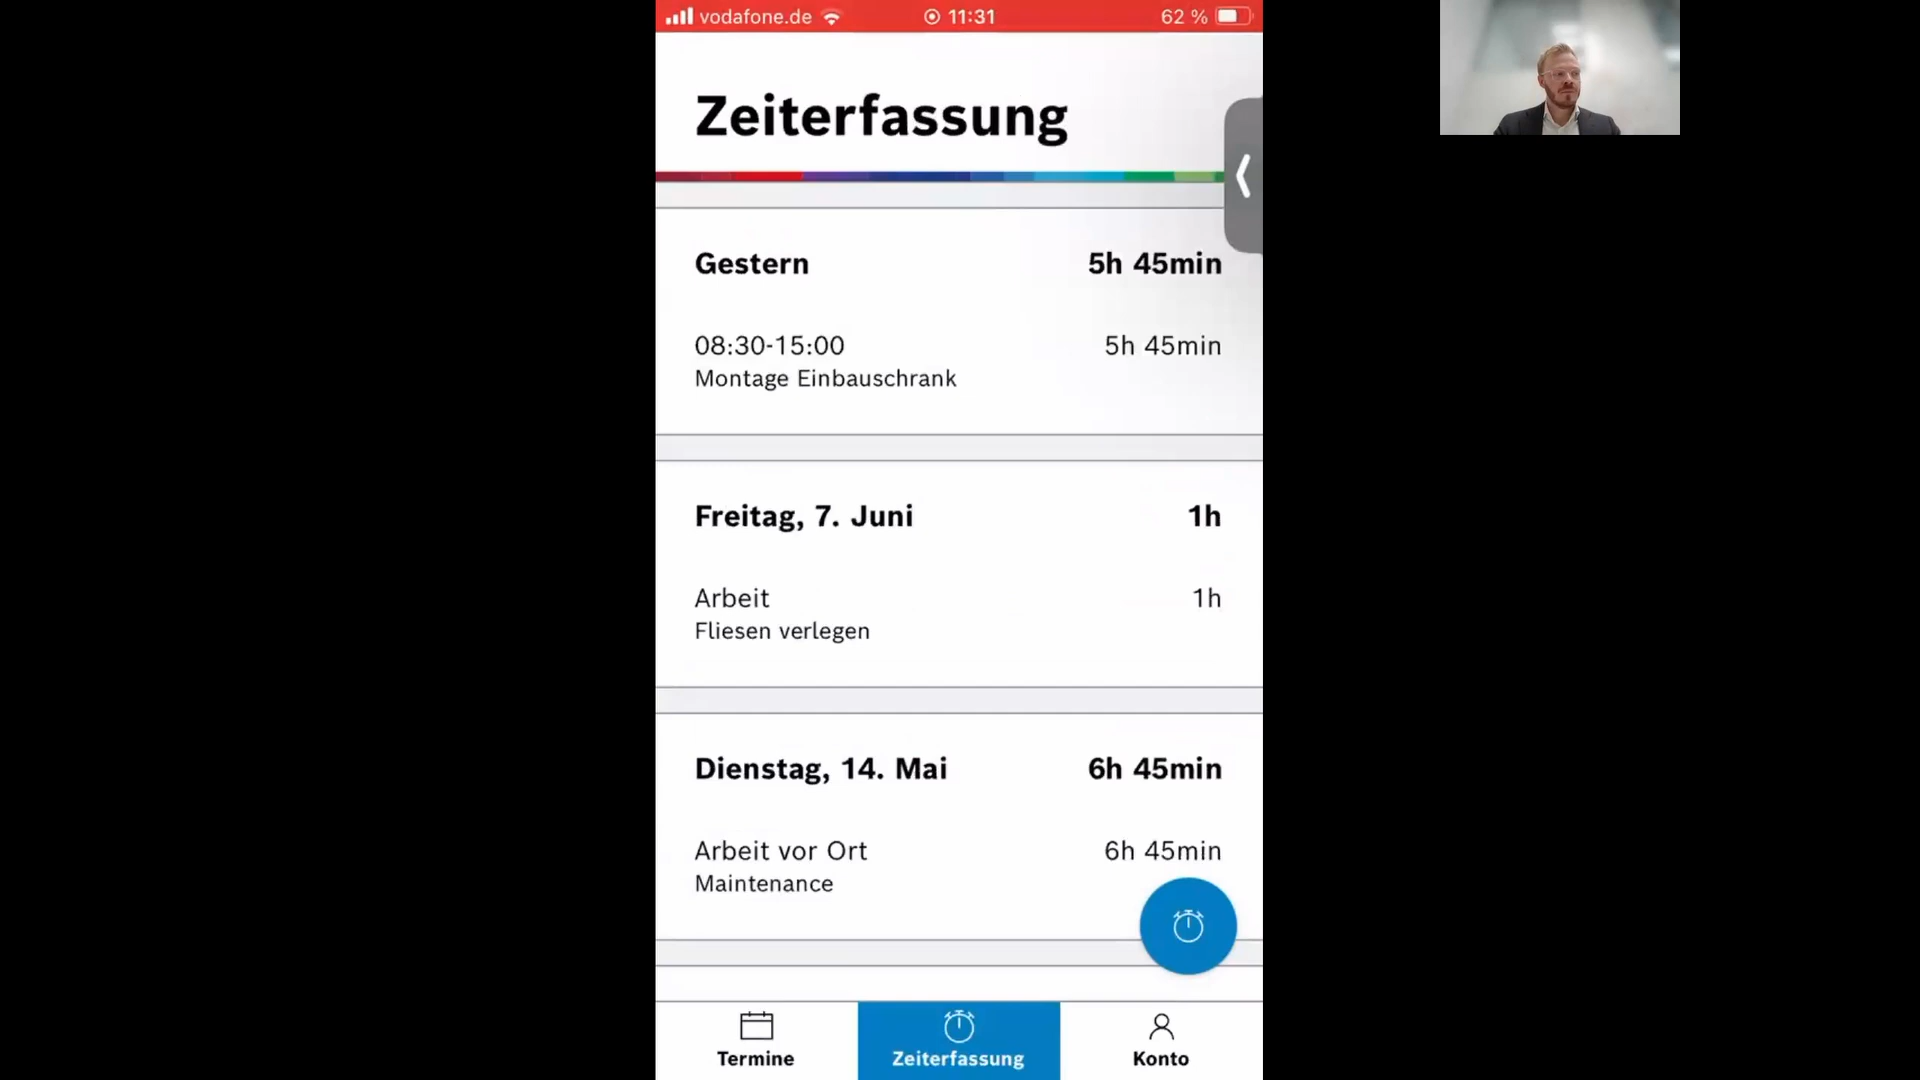 vodafone.de 11:31 62 %
Zeiterfassung
Gestern 5h 45min
08:30-15:00 5h 45min
Montage Einbauschrank
Freitag, 7. Juni 1h
Arbeit 1h
Fliesen verlegen
Dienstag, 14. Mai 6h 45min
Arbeit vor Ort 6h 45min
Maintenance
Termine Zeiterfassung Konto